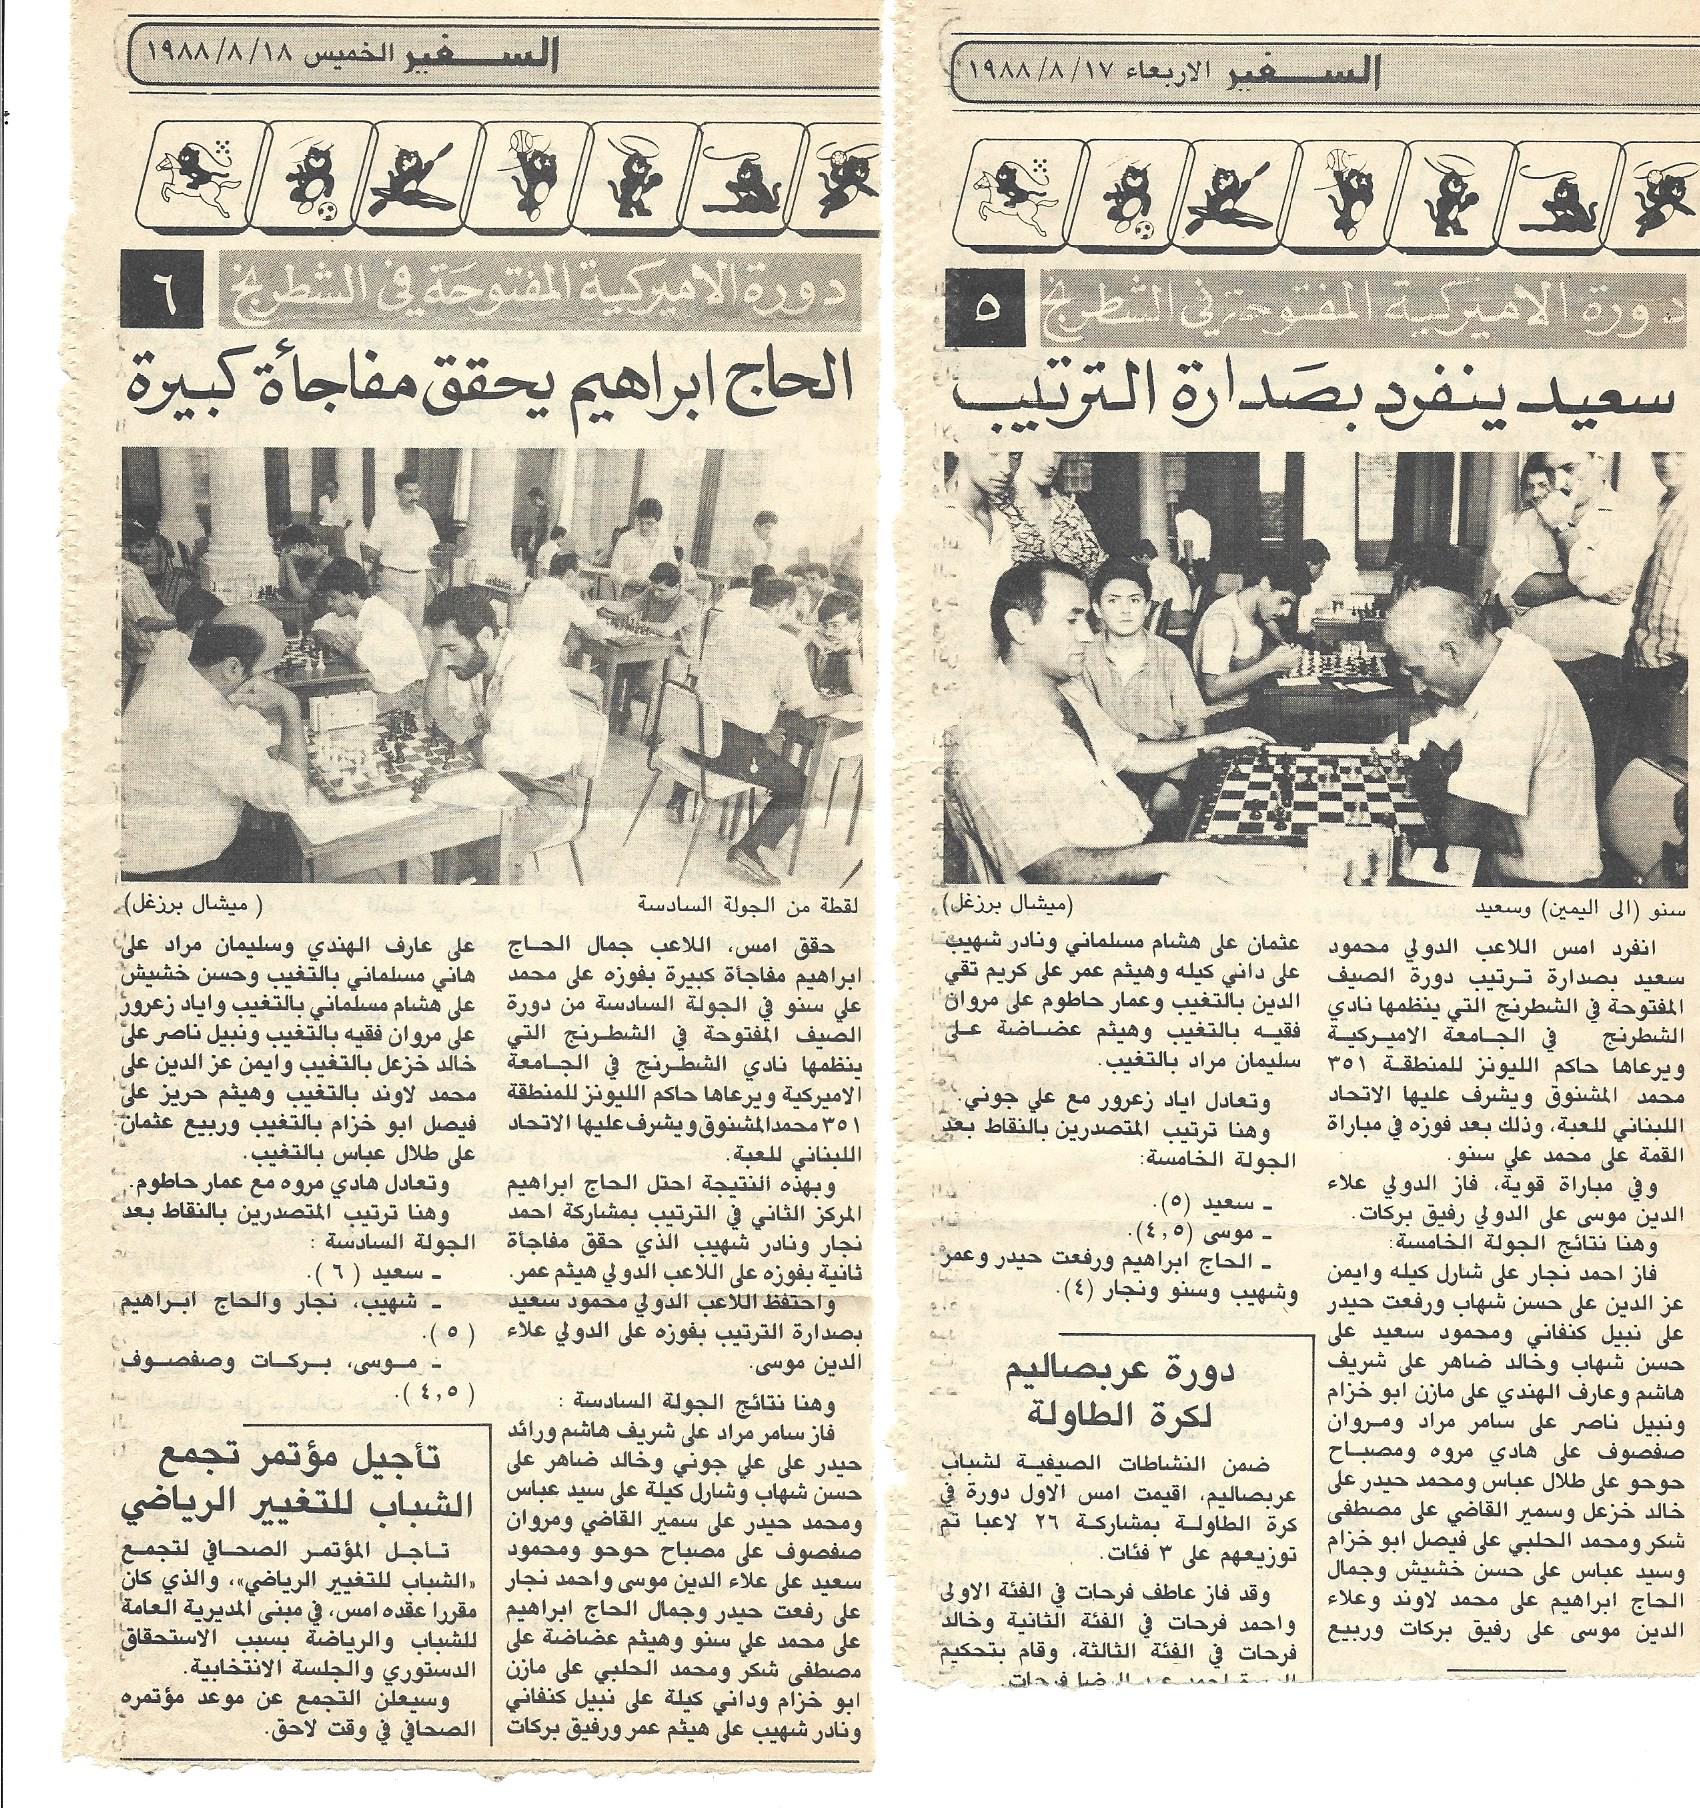 السفير الاربعاء ١٩٨٨/٨/١٧
دورة الاميركية المفتوحة في الشطرنج
٥
سعيد ينفرد بصدارة الترتيب
سنو (الى اليمين) وسعيد
(ميشال برزغل)
انفرد امس اللاعب الدولي محمود
سعيد بصدارة ترتيب دورة الصيف
المفتوحة في الشطرنج التي ينظمها نادي
الشطرنج في الجامعة الاميركية
ويرعاها حاكم الليونز للمنطقة ٣٥١
محمد المشنوق ويشرف عليها الاتحاد
اللبناني للعبة، وذلك بعد فوزه في مباراة
القمة على محمد علي سنو.
وفي مباراة قوية، فاز الدولي علاء
الدين موسى على الدولي رفيق بركات.
وهنا نتائج الجولة الخامسة:
فاز احمد نجار على شارل كيله وايمن
عز الدين على حسن شهاب ورفعت حيدر
على نبيل كنفاني ومحمود سعيد على
حسن شهاب وخالد ضاهر على شريف
هاشم وعارف الهندي على مازن ابو خزام
ونبيل ناصر على سامر مراد ومروان
صفصوف على هادي مروه ومصباح
حوحو على طلال عباس ومحمد حيدر على
خالد خزعل وسمير القاضي على مصطفى
شكر ومحمد الحلبي على فيصل ابو خزام
وسيد عباس على حسن خشيش وجمال
الحاج ابراهيم على محمد لاوند وعلاء
الدين موسى على رفيق بركات وربيع
عثمان على هشام مسلماني ونادر شهيب
على داني كيله وهيثم عمر على كريم تقي
الدين بالتغيب وعمار حاطوم على مروان
فقيه بالتغيب وهيثم عضاضة على
سليمان مراد بالتغيب.
وتعادل اياد زعرور مع علي جوني.
وهنا ترتيب المتصدرين بالنقاط بعد
الجولة الخامسة:
ـ سعيد (٥).
ـ موسى (٤,٥).
ـ الحاج ابراهيم ورفعت حيدر وعمر
وشهيب وسنو ونجار (٤).
دورة عربصاليم
لكرة الطاولة
ضمن النشاطات الصيفية لشباب
عربصاليم، اقيمت امس الاول دورة في
كرة الطاولة بمشاركة ٢٦ لاعبا تم
توزيعهم على ٣ فئات.
وقد فاز عاطف فرحات في الفئة الاولى
واحمد فرحات في الفئة الثانية وخالد
فرحات في الفئة الثالثة، وقام بتحكيم
السفير الخميس ١٩٨٨/٨/١٨
دورة الاميركية المفتوحة في الشطرنج
٦
الحاج ابراهيم يحقق مفاجأة كبيرة
لقطة من الجولة السادسة
(ميشال برزغل)
حقق امس، اللاعب جمال الحاج
ابراهيم مفاجأة كبيرة بفوزه على محمد
علي سنو في الجولة السادسة من دورة
الصيف المفتوحة في الشطرنج التي
ينظمها نادي الشطرنج في الجامعة
الاميركية ويرعاها حاكم الليونز للمنطقة
٣٥١ محمد المشنوق ويشرف عليها الاتحاد
اللبناني للعبة.
وبهذه النتيجة احتل الحاج ابراهيم
المركز الثاني في الترتيب بمشاركة احمد
نجار ونادر شهيب الذي حقق مفاجأة
ثانية بفوزه على اللاعب الدولي هيثم عمر.
واحتفظ اللاعب الدولي محمود سعيد
بصدارة الترتيب بفوزه على الدولي علاء
الدين موسى.
وهنا نتائج الجولة السادسة :
فاز سامر مراد على شريف هاشم ورائد
حيدر على علي جوني وخالد ضاهر على
حسن شهاب وشارل كيلة على سيد عباس
ومحمد حيدر على سمير القاضي ومروان
صفصوف على مصباح حوحو ومحمود
سعيد على علاء الدين موسى واحمد نجار
على رفعت حيدر وجمال الحاج ابراهيم
على محمد علي سنو وهيثم عضاضة على
مصطفى شكر ومحمد الحلبي على مازن
ابو خزام وداني كيلة على نبيل كنفاني
ونادر شهيب على هيثم عمر ورفيق بركات
على عارف الهندي وسليمان مراد على
هاني مسلماني بالتغيب وحسن خشيش
على هشام مسلماني بالتغيب واياد زعرور
على مروان فقيه بالتغيب ونبيل ناصر على
خالد خزعل بالتغيب وايمن عز الدين على
محمد لاوند بالتغيب وهيثم حريز على
فيصل ابو خزام بالتغيب وربيع عثمان
على طلال عباس بالتغيب.
وتعادل هادي مروه مع عمار حاطوم.
وهنا ترتيب المتصدرين بالنقاط بعد
الجولة السادسة :
ـ سعيد (٦).
ـ شهيب، نجار والحاج ابراهيم
(٥).
ـ موسى، بركات وصفصوف
(٤,٥).
تأجيل مؤتمر تجمع
الشباب للتغيير الرياضي
تأجل المؤتمر الصحافي لتجمع
«الشباب للتغيير الرياضي»، والذي كان
مقررا عقده امس، في مبنى المديرية العامة
للشباب والرياضة بسبب الاستحقاق
الدستوري والجلسة الانتخابية.
وسيعلن التجمع عن موعد مؤتمره
الصحافي في وقت لاحق.